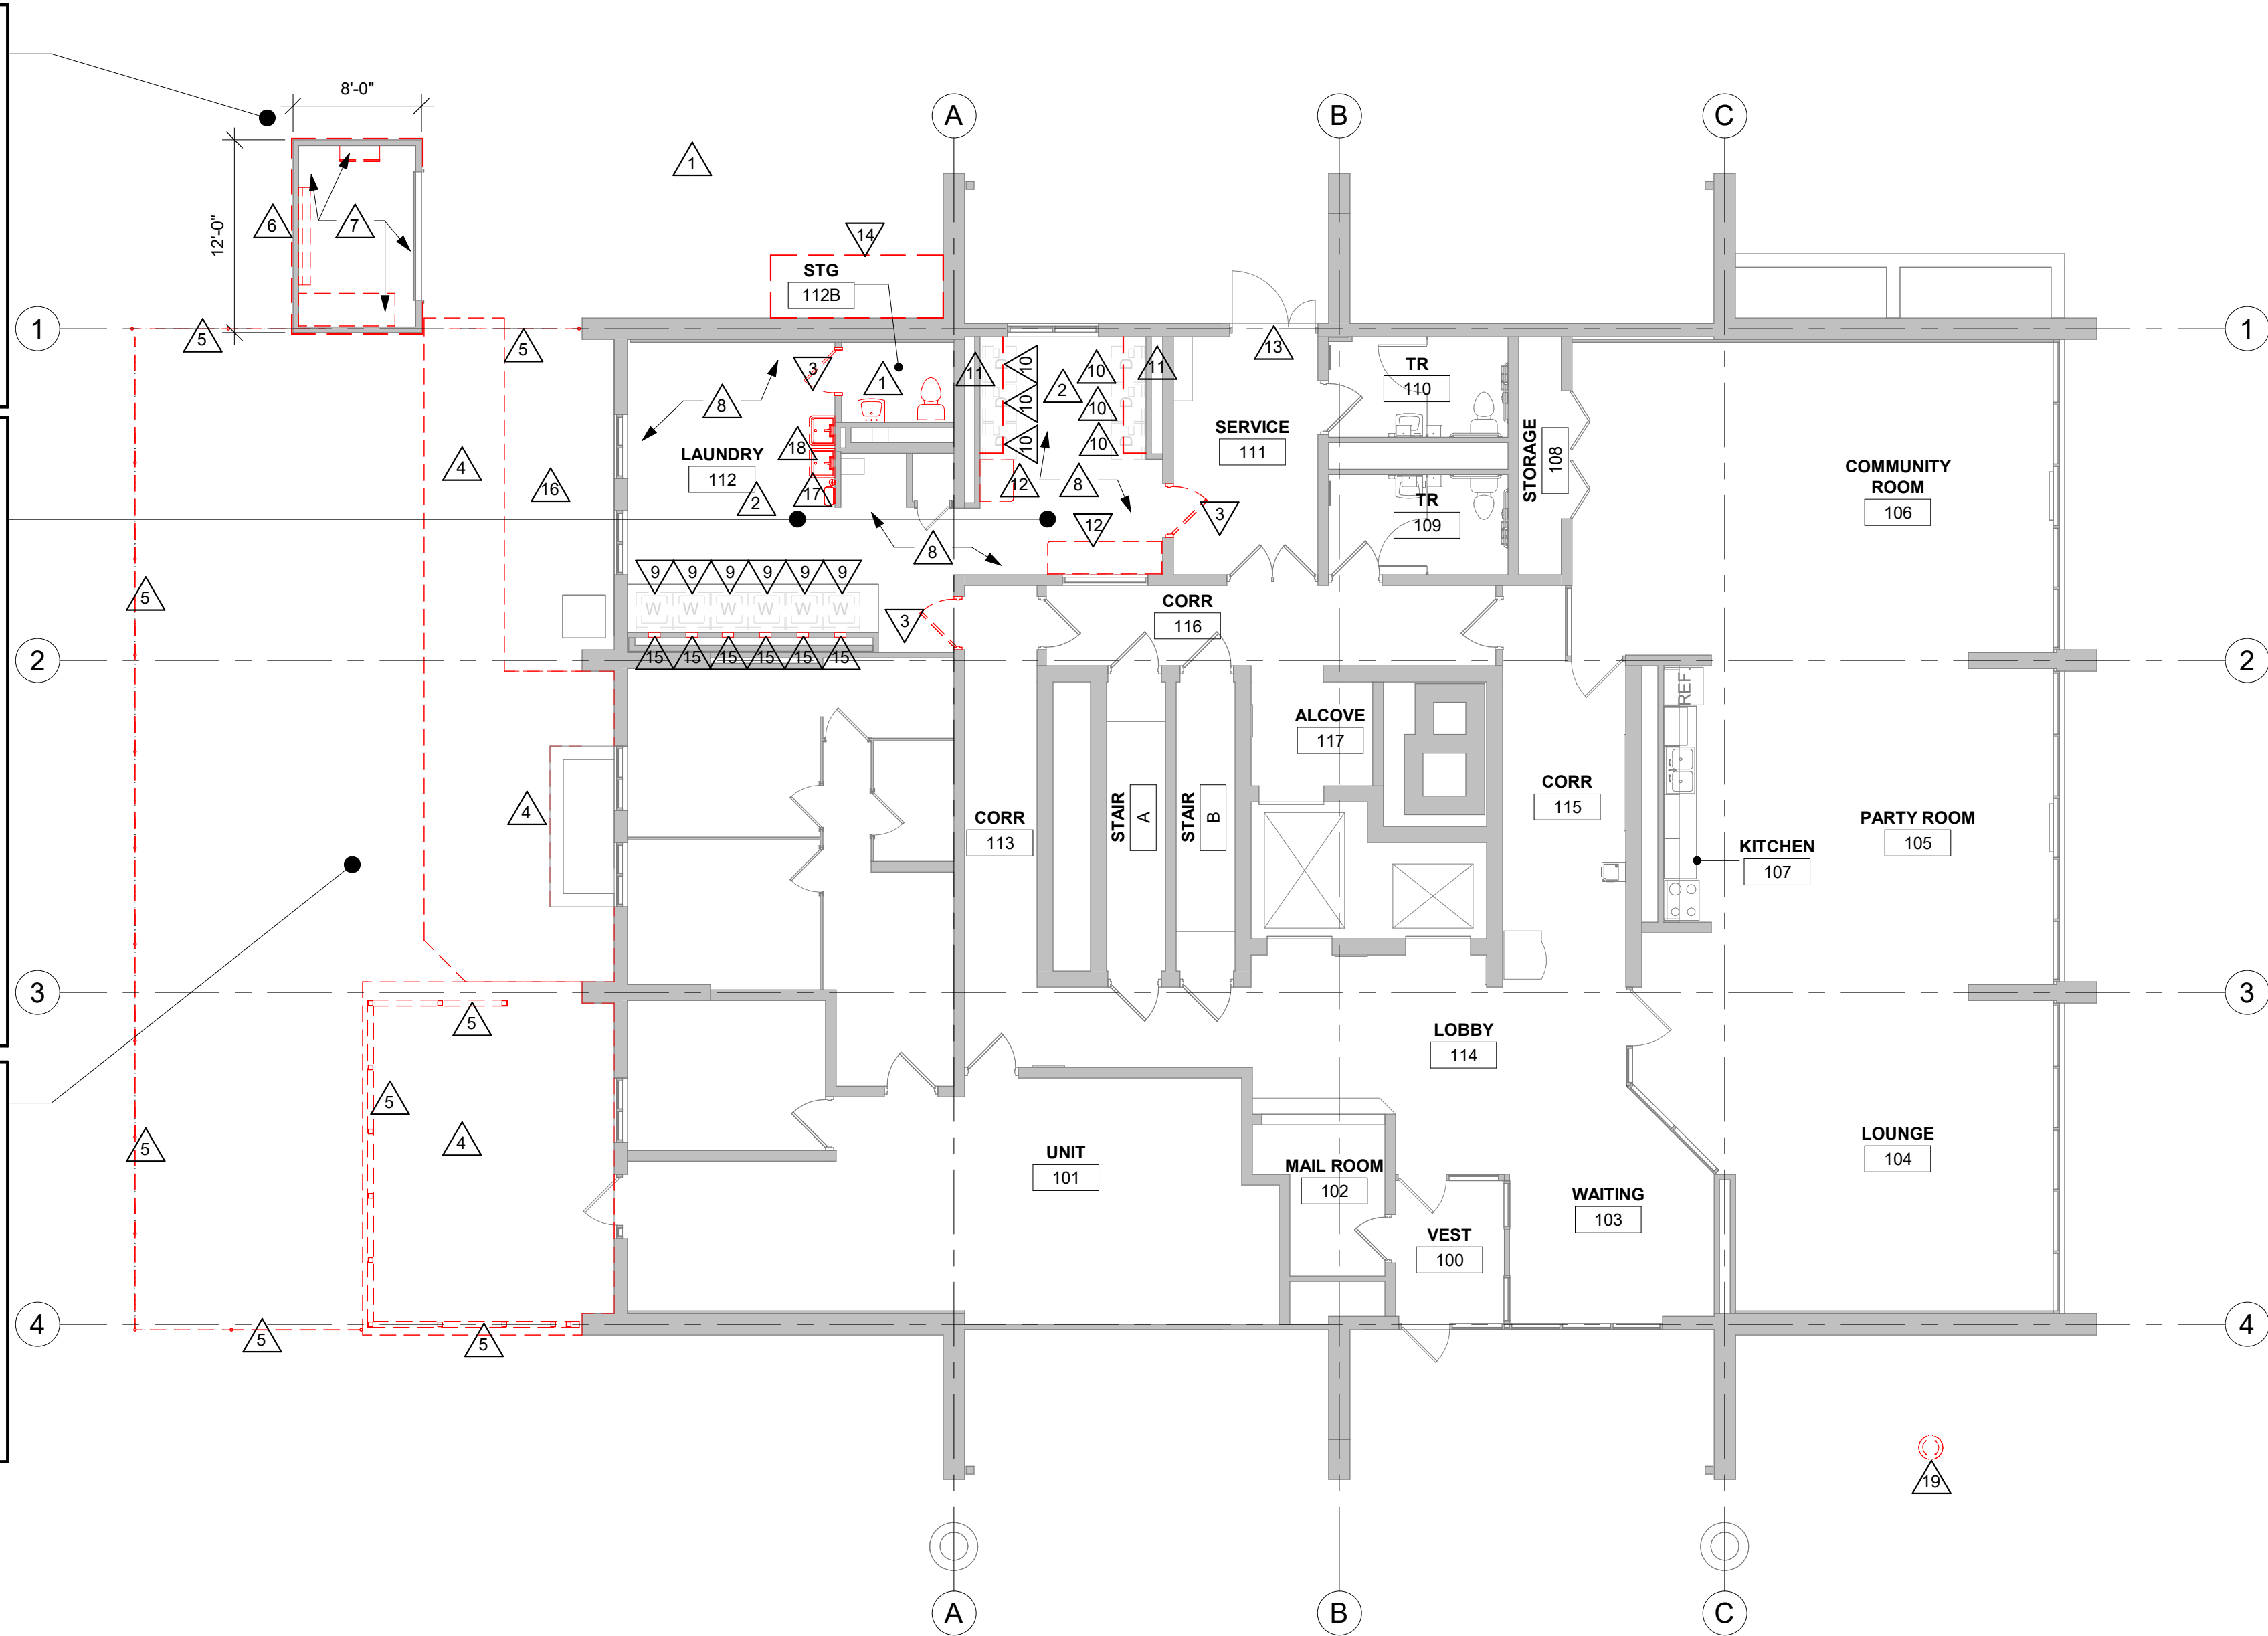 8'-0"
A
B
C
1
12'-0"
6
7
14
STG
112B
1
5
5
1
13
3
1
11
10
2
10
11
TR
110
8
10
10
10
10
SERVICE
111
STORAGE
108
COMMUNITY
ROOM
106
4
16
LAUNDRY
112
2
18
17
12
8
3
TR
109
12
8
5
9
9
9
9
9
9
W
W
W
W
W
W
3
CORR
116
2
15
15
15
15
15
15
2
REF
ALCOVE
117
4
CORR
113
STAIR
A
STAIR
B
CORR
115
KITCHEN
107
PARTY ROOM
105
3
3
5
LOBBY
114
5
5
4
UNIT
101
MAIL ROOM
102
WAITING
103
LOUNGE
104
VEST
100
4
5
5
4
19
A
B
C